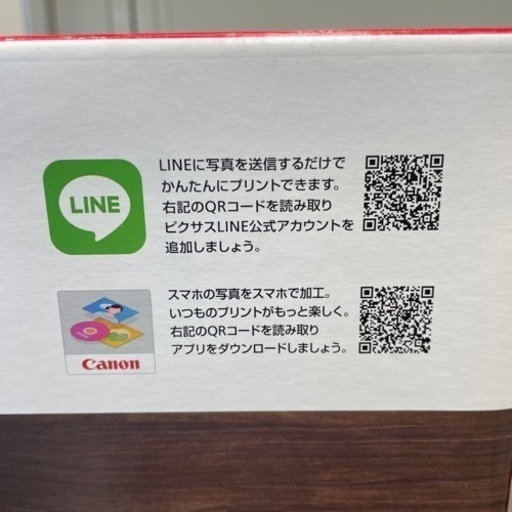 LINE
LINEに写真を送信するだけで
かんたんにプリントできます。
右記のQRコードを読み取り
ピクサスLINE公式アカウントを
追加しましょう。
スマホの写真をスマホで加工。
いつものプリントがもっと楽しく。
右記のQRコードを読み取り
アプリをダウンロードしましょう。
Canon